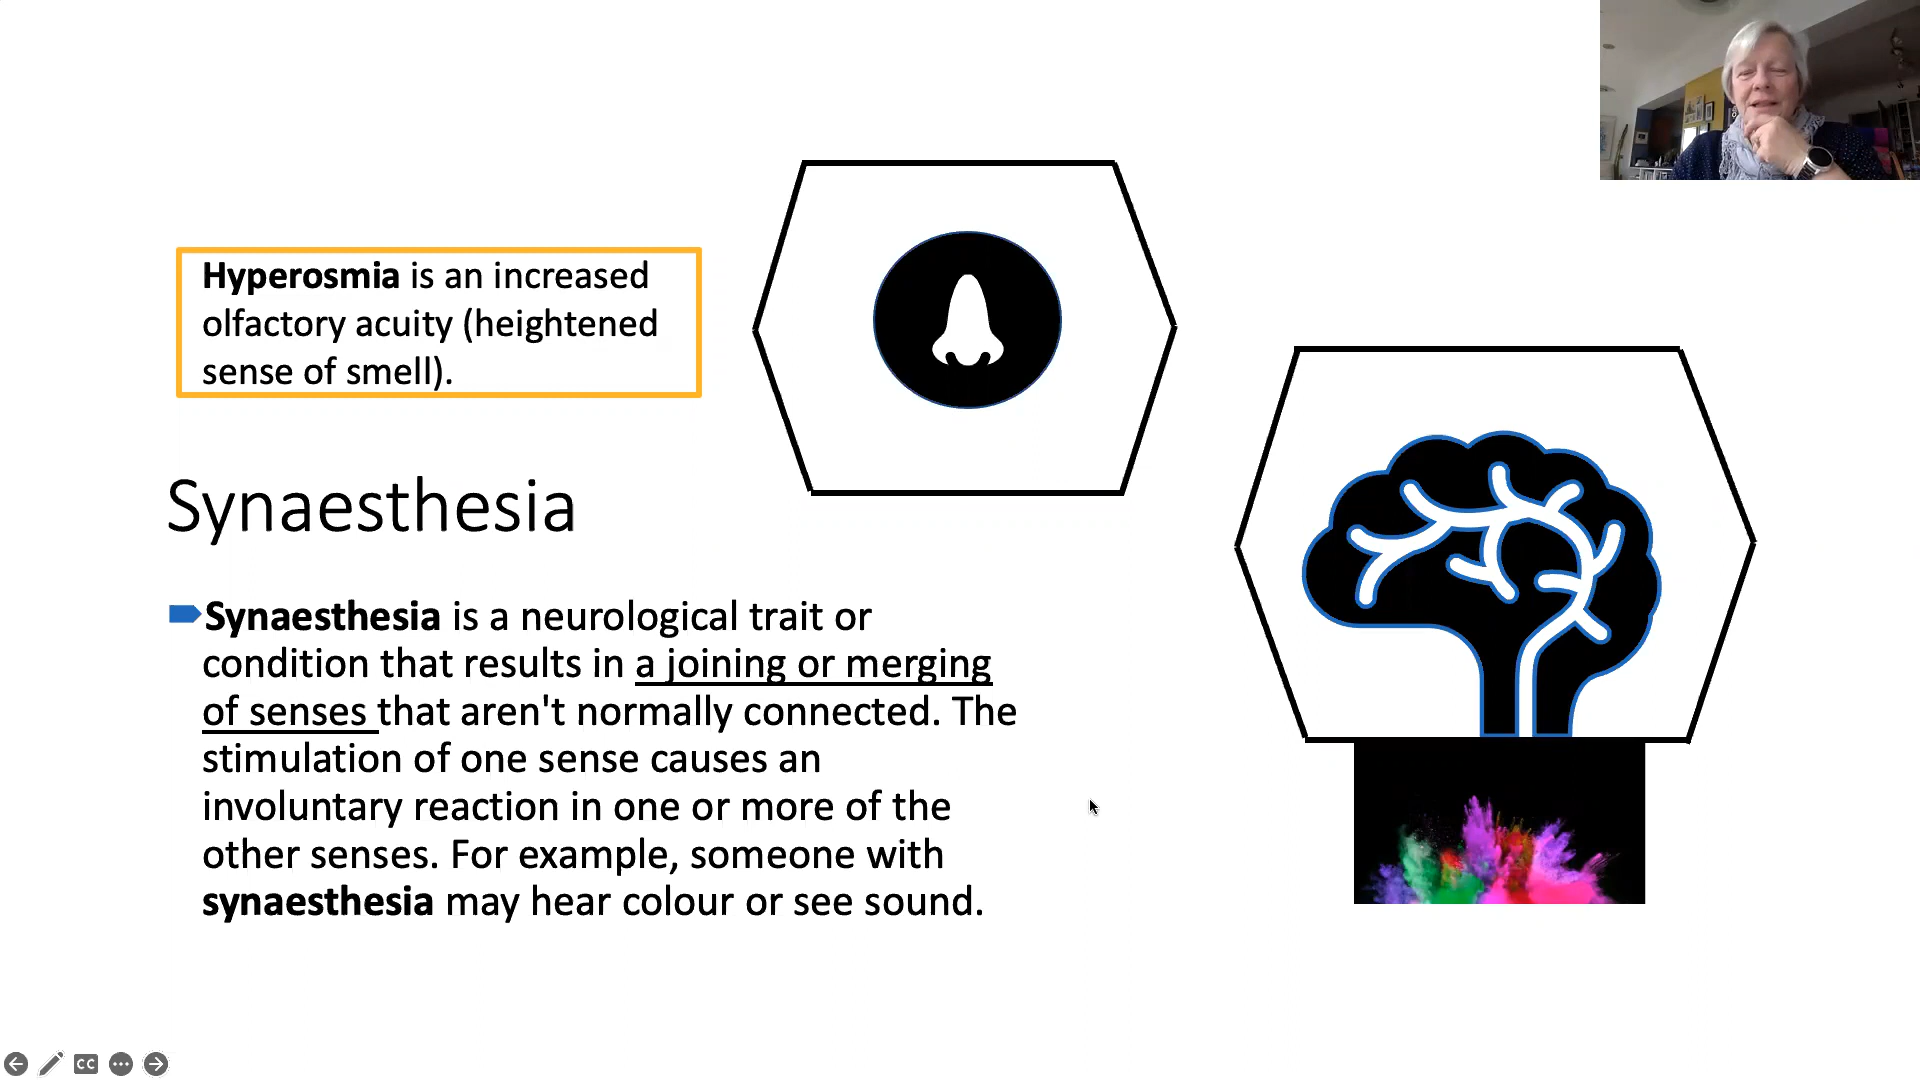 Hyperosmia is an increased
olfactory acuity (heightened
sense of smell).
Synaesthesia
Synaesthesia is a neurological trait or
condition that results in a joining or merging
of senses that aren't normally connected. The
stimulation of one sense causes an
involuntary reaction in one or more of the
other senses. For example, someone with
synaesthesia may hear colour or see sound.
CC